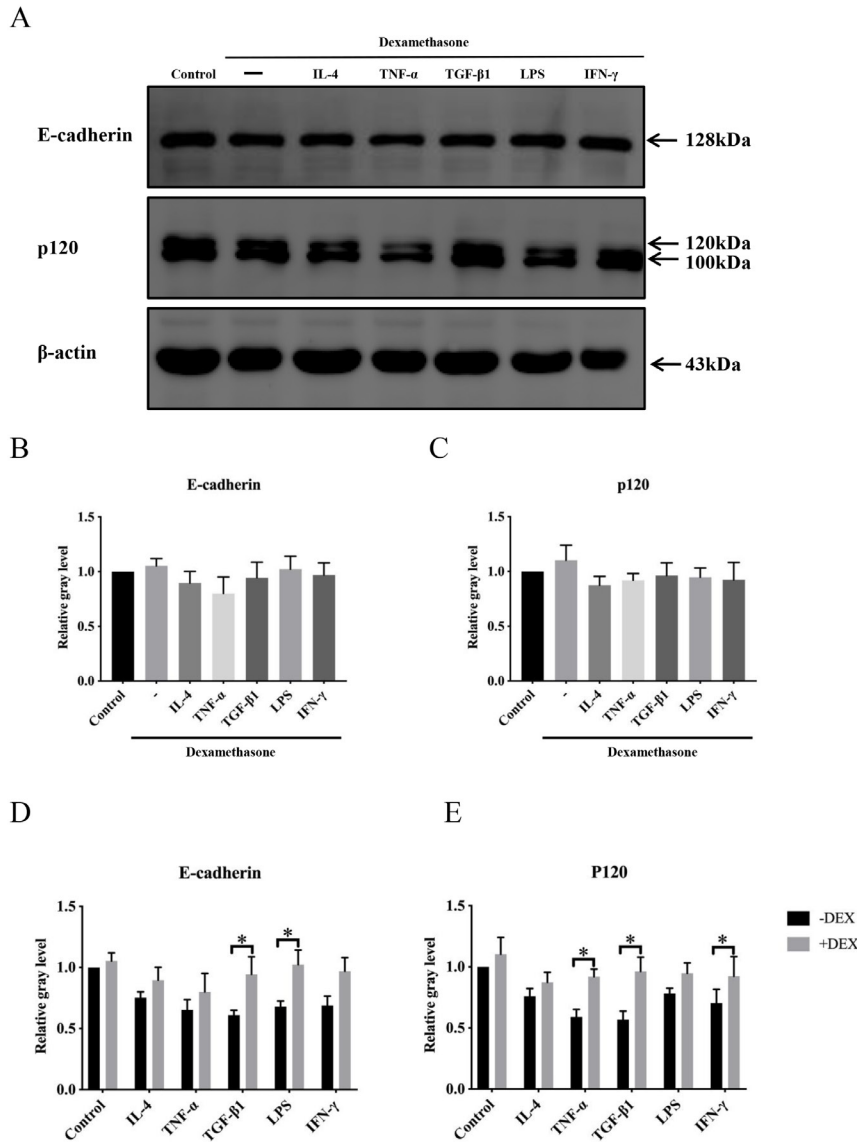 A
Dexamethasone
Control — IL-4 TNF-α TGF-β1 LPS IFN-γ
E-cadherin
128kDa
p120
120kDa
100kDa
β-actin
43kDa
B
E-cadherin
Relative gray level
1.5
1.0
0.5
0.0
Control - IL-4 TNF-α TGF-β1 LPS IFN-γ
Dexamethasone
C
p120
Relative gray level
1.5
1.0
0.5
0.0
Control - IL-4 TNF-α TGF-β1 LPS IFN-γ
Dexamethasone
D
E-cadherin
Relative gray level
1.5
1.0
0.5
0.0
* *
Control IL-4 TNF-α TGF-β1 LPS IFN-γ
E
P120
Relative gray level
1.5
1.0
0.5
0.0
* * *
Control IL-4 TNF-α TGF-β1 LPS IFN-γ
-DEX
+DEX